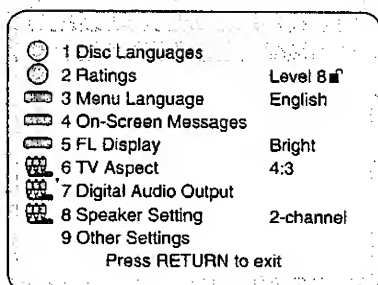 1 Disc Languages
2 Ratings Level 8
3 Menu Language English
4 On-Screen Messages
5 FL Display Bright
6 TV Aspect 4:3
7 Digital Audio Output
8 Speaker Setting 2-channel
9 Other Settings
Press RETURN to exit